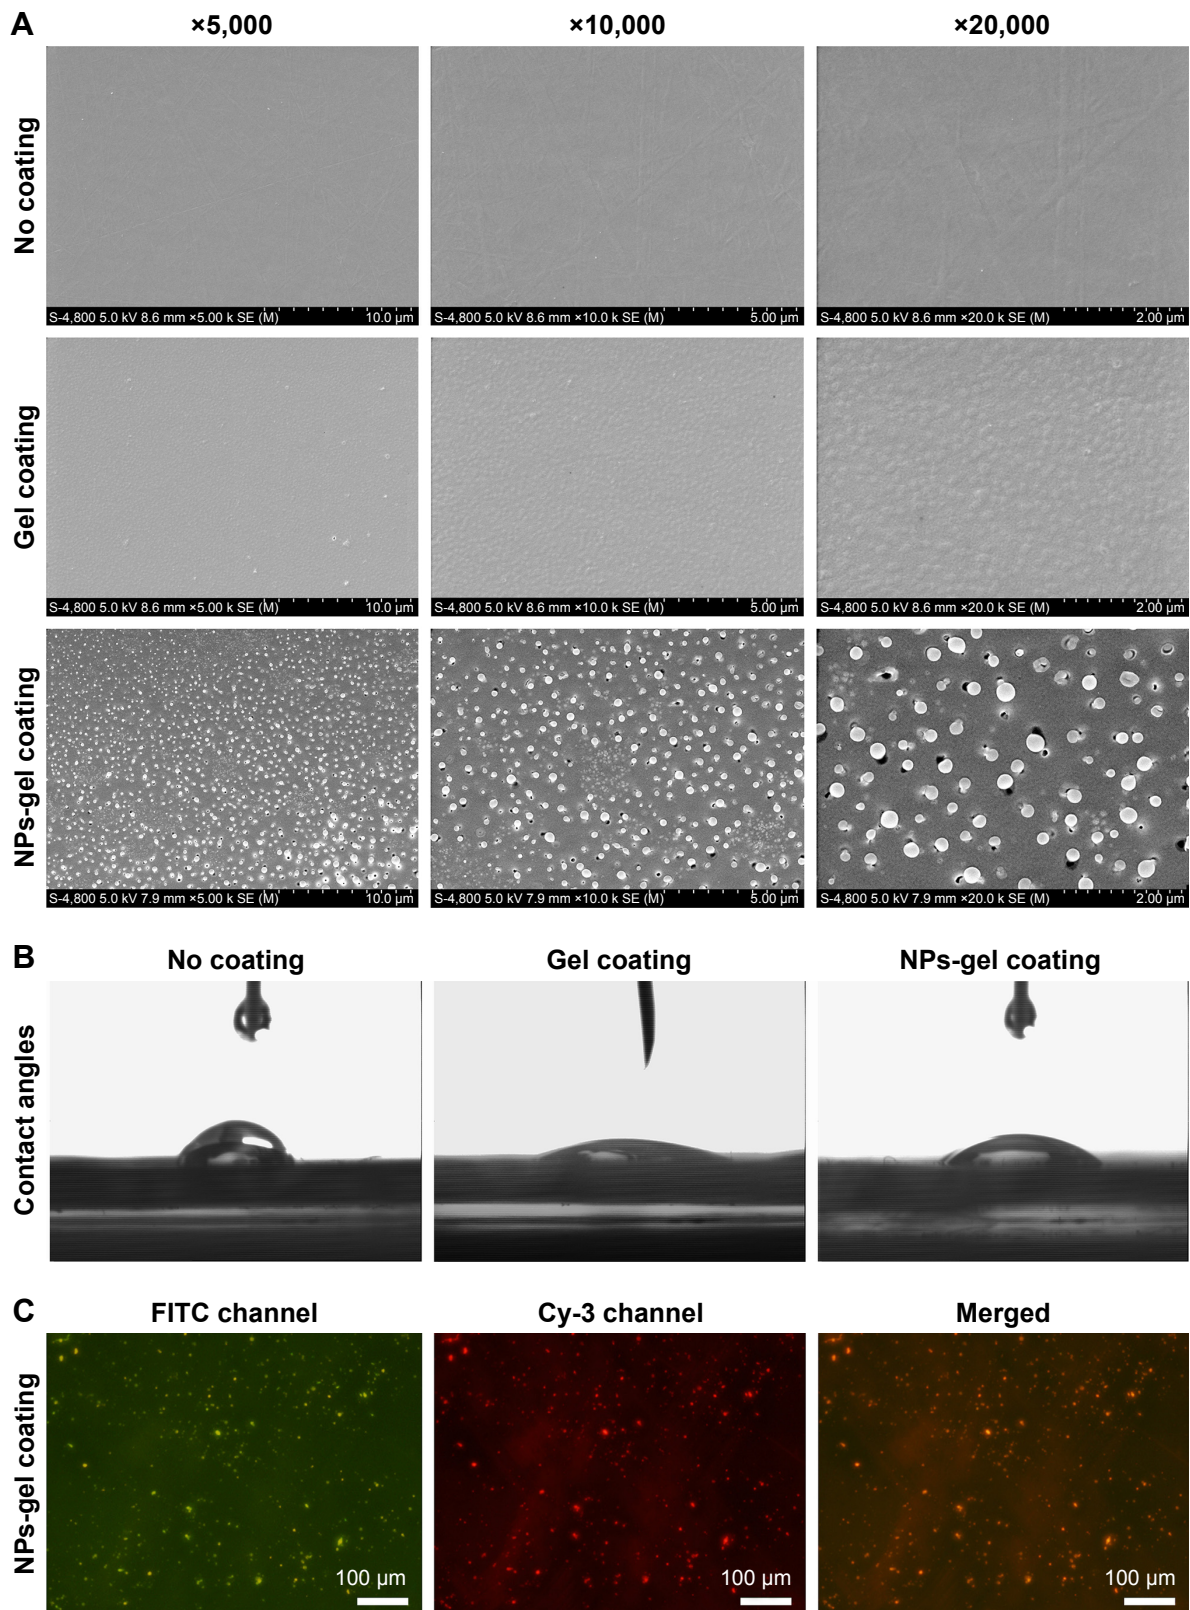 A
×5,000 ×10,000 ×20,000
No coating
S-4,800 5.0 kV 8.6 mm ×5.00 k SE (M) 10.0 µm
S-4,800 5.0 kV 8.6 mm ×10.0 k SE (M) 5.00 µm
S-4,800 5.0 kV 8.6 mm ×20.0 k SE (M) 2.00 µm
Gel coating
S-4,800 5.0 kV 8.6 mm ×5.00 k SE (M) 10.0 µm
S-4,800 5.0 kV 8.6 mm ×10.0 k SE (M) 5.00 µm
S-4,800 5.0 kV 8.6 mm ×20.0 k SE (M) 2.00 µm
NPs-gel coating
S-4,800 5.0 kV 7.9 mm ×5.00 k SE (M) 10.0 µm
S-4,800 5.0 kV 7.9 mm ×10.0 k SE (M) 5.00 µm
S-4,800 5.0 kV 7.9 mm ×20.0 k SE (M) 2.00 µm
B
No coating Gel coating NPs-gel coating
Contact angles
C
FITC channel Cy-3 channel Merged
NPs-gel coating
100 µm 100 µm 100 µm